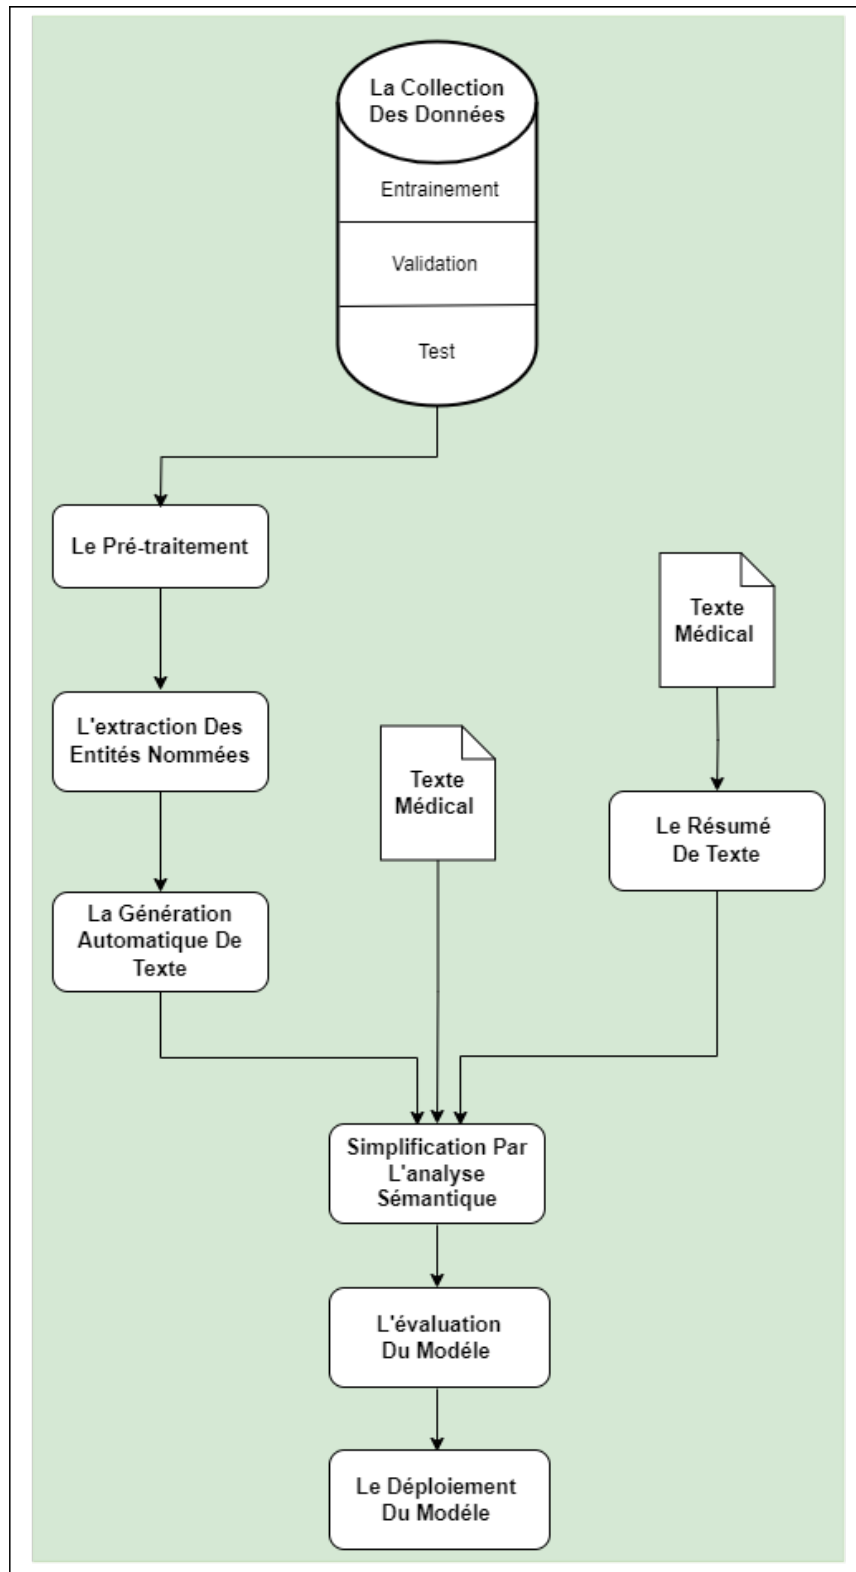 La Collection
Des Données
Entrainement
Validation
Test
Le Pré-traitement
Texte
Médical
L'extraction Des
Entités Nommées
Texte
Médical
Le Résumé
De Texte
La Génération
Automatique De
Texte
Simplification Par
L'analyse
Sémantique
L'évaluation
Du Modéle
Le Déploiement
Du Modéle